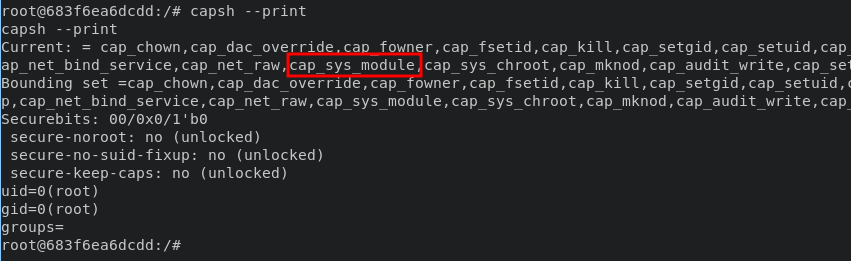 root@683f6ea6dcdd:/# capsh --print
capsh --print
Current: = cap_chown,cap_dac_override,cap_fowner,cap_fsetid,cap_kill,cap_setgid,cap_setuid,cap_
ap_net_bind_service,cap_net_raw,cap_sys_module,cap_sys_chroot,cap_mknod,cap_audit_write,cap_set
Bounding set =cap_chown,cap_dac_override,cap_fowner,cap_fsetid,cap_kill,cap_setgid,cap_setuid,c
p,cap_net_bind_service,cap_net_raw,cap_sys_module,cap_sys_chroot,cap_mknod,cap_audit_write,cap_
Securebits: 00/0x0/1'b0
 secure-noroot: no (unlocked)
 secure-no-suid-fixup: no (unlocked)
 secure-keep-caps: no (unlocked)
uid=0(root)
gid=0(root)
groups=
root@683f6ea6dcdd:/#